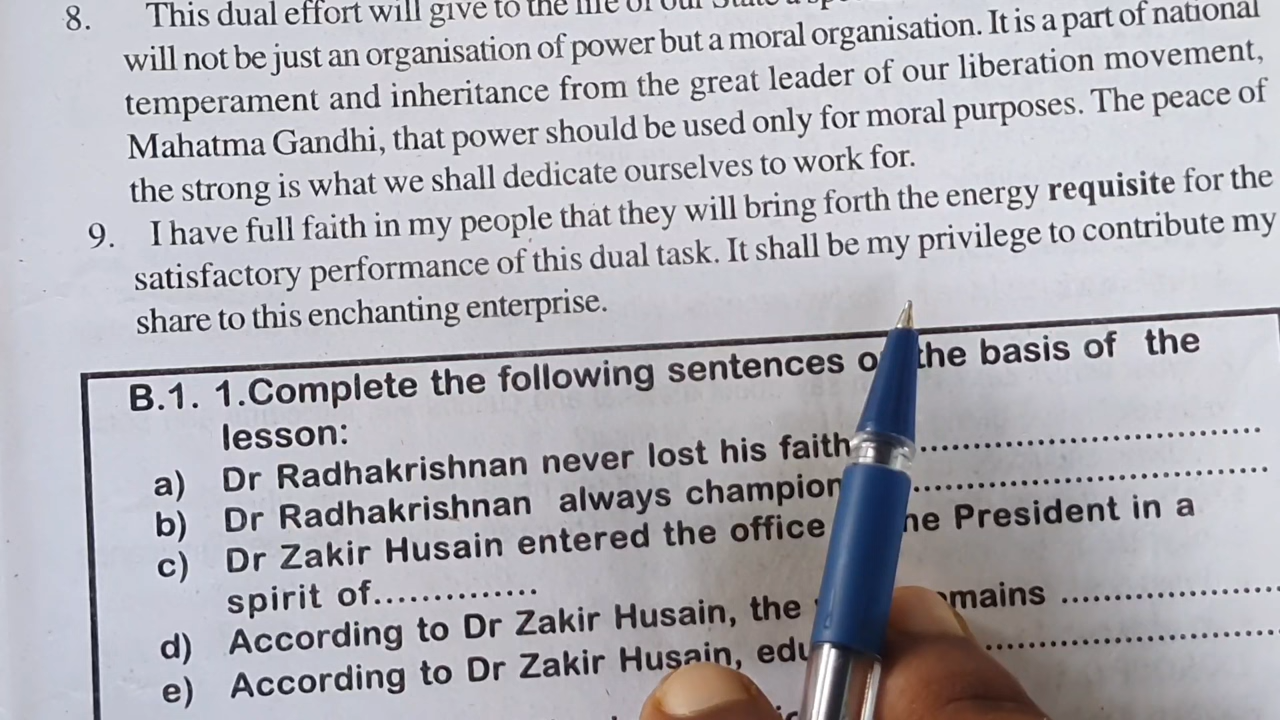 8. This dual effort will give to the life of our State a
will not be just an organisation of power but a moral organisation. It is a part of national
temperament and inheritance from the great leader of our liberation movement,
Mahatma Gandhi, that power should be used only for moral purposes. The peace of
the strong is what we shall dedicate ourselves to work for.
9. I have full faith in my people that they will bring forth the energy requisite for the
satisfactory performance of this dual task. It shall be my privilege to contribute my
share to this enchanting enterprise.
B.1. 1.Complete the following sentences the basis of the
lesson:
a) Dr Radhakrishnan never lost his faith ........................................
b) Dr Radhakrishnan always champion ........................................
c) Dr Zakir Husain entered the office the President in a
spirit of..............
d) According to Dr Zakir Husain, the ........................
e) According to Dr Zakir Husain, ................................